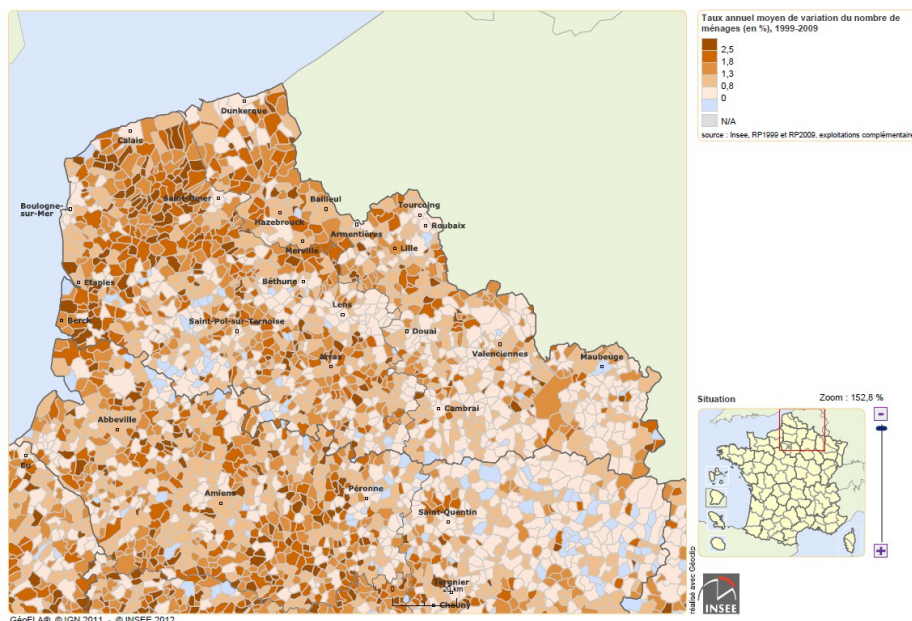 Taux annuel moyen de variation du nombre de
ménages (en %), 1999-2009
2,5
1,8
1,3
0,8
0
N/A
source : Insee, RP1999 et RP2009, exploitations complémentaire
Dunkerque
Calais
Saint-Omer
Bailleul
Tourcoing
Boulogne-
sur-Mer
Hazebrouck
Armentières
Roubaix
Merville
Lille
Etaples
Béthune
Lens
Berck
Saint-Pol-sur-Ternoise
Douai
Arras
Valenciennes
Maubeuge
Cambrai
Abbeville
Eu
Amiens
Péronne
Saint-Quentin
Tergnier
20 km
Chauny
Situation
Zoom : 152,8 %
réalisé avec Géoclip
INSEE
GéoFLA® © IGN 2011 - © INSEE 2012